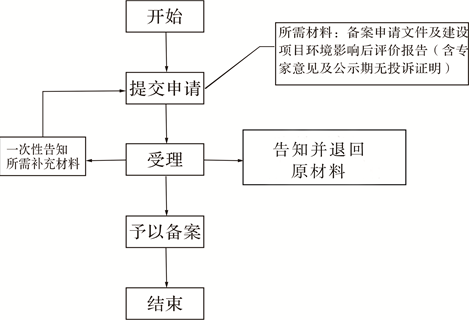 开始
所需材料：备案申请文件及建设
项目环境影响后评价报告（含专
家意见及公示期无投诉证明）
提交申请
一次性告知
所需补充材料
受理
告知并退回
原材料
予以备案
结束